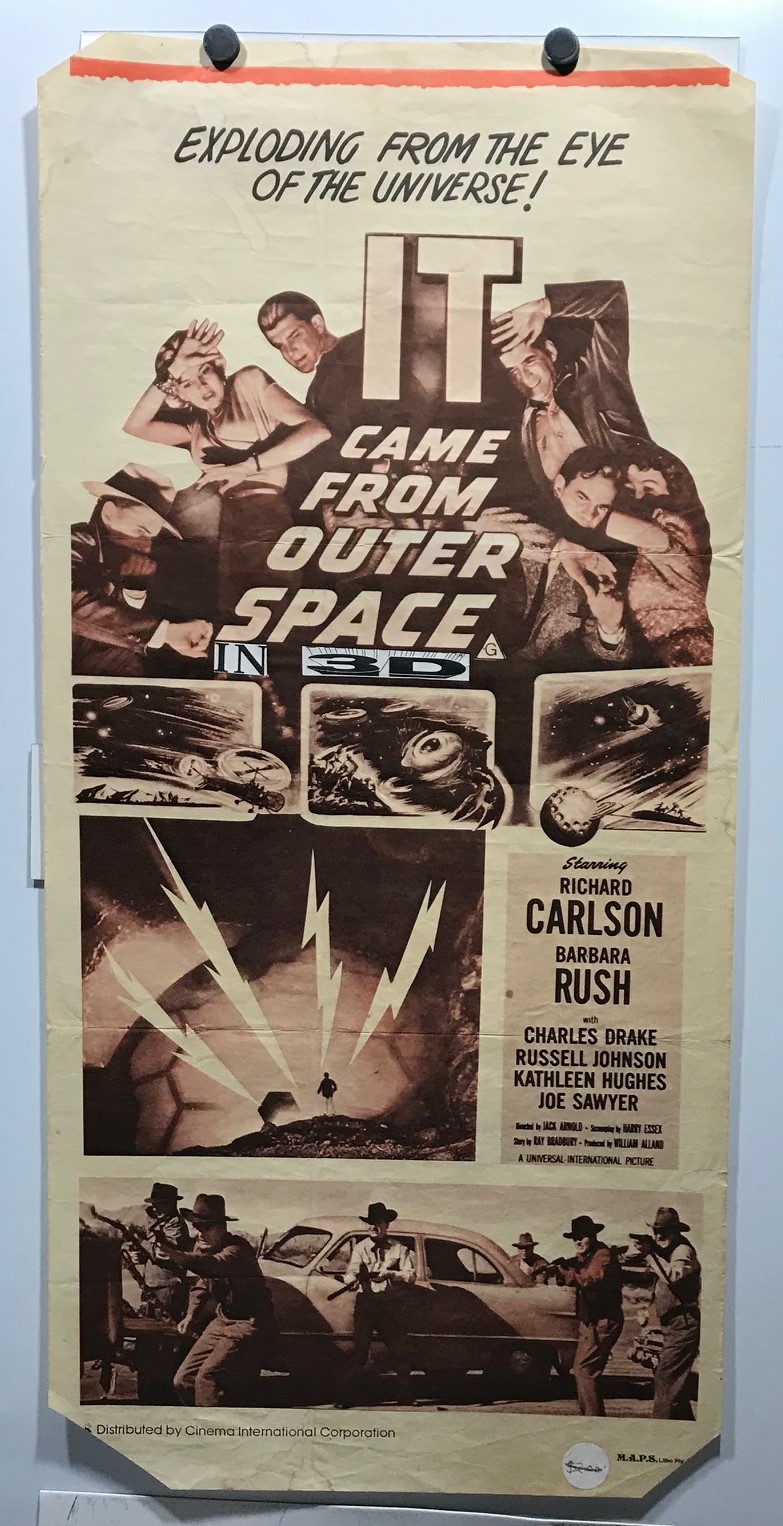 EXPLODING FROM THE EYE
OF THE UNIVERSE!
IT
CAME
FROM
OUTER
SPACE
G
IN 3D
Starring
RICHARD
CARLSON
BARBARA
RUSH
with
CHARLES DRAKE
RUSSELL JOHNSON
KATHLEEN HUGHES
JOE SAWYER
Directed by JACK ARNOLD - Screenplay by HARRY ESSEX
Story by RAY BRADBURY - Produced by WILLIAM ALLAND
A UNIVERSAL-INTERNATIONAL PICTURE
Distributed by Cinema International Corporation
M.A.P.S. Litho Pty